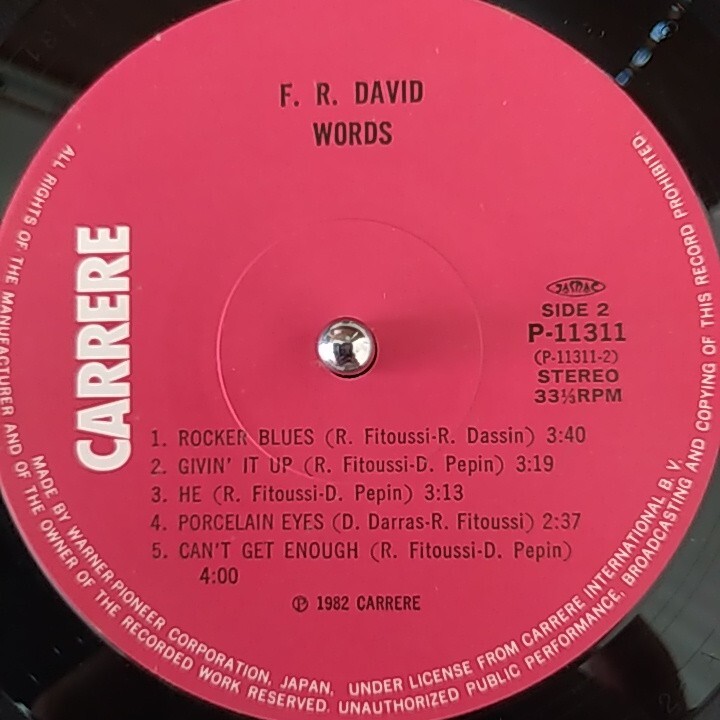 F. R. DAVID
WORDS
CARRERE
JASRAC
SIDE 2
P-11311
(P-11311-2)
STEREO
33⅓RPM
1. ROCKER BLUES (R. Fitoussi-R. Dassin) 3:40
2. GIVIN' IT UP (R. Fitoussi-D. Pepin) 3:19
3. HE (R. Fitoussi-D. Pepin) 3:13
4. PORCELAIN EYES (D. Darras-R. Fitoussi) 2:37
5. CAN'T GET ENOUGH (R. Fitoussi-D. Pepin)
4:00
Ⓟ 1982 CARRERE
MADE BY WARNER-PIONEER CORPORATION, JAPAN, UNDER LICENSE FROM CARRERE INTERNATIONAL B. V.
ALL RIGHTS OF THE MANUFACTURER AND OF THE OWNER OF THE RECORDED WORK RESERVED. UNAUTHORIZED PUBLIC PERFORMANCE, BROADCASTING AND COPYING OF THIS RECORD PROHIBITED.